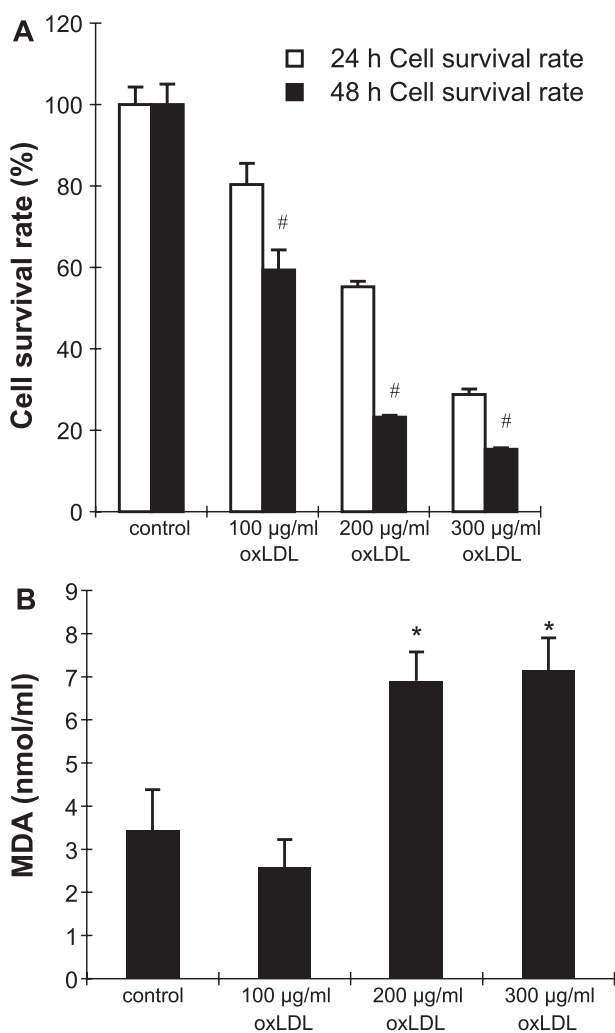 A
120
24 h Cell survival rate
48 h Cell survival rate
100
80
60
40
20
0
Cell survival rate (%)
#
#
#
control
100 µg/ml
oxLDL
200 µg/ml
oxLDL
300 µg/ml
oxLDL
B
9
8
7
6
5
4
3
2
1
0
MDA (nmol/ml)
*
*
control
100 µg/ml
oxLDL
200 µg/ml
oxLDL
300 µg/ml
oxLDL